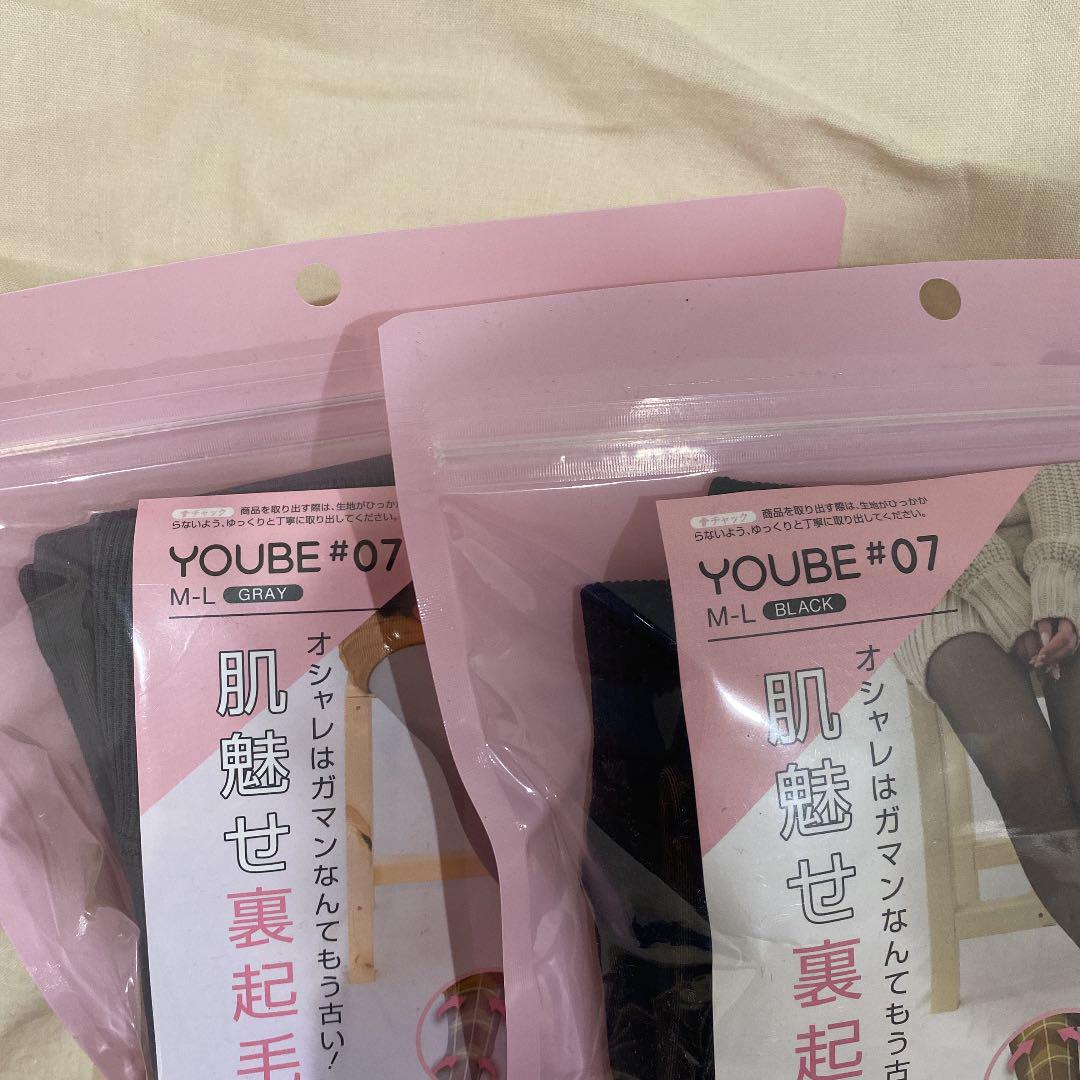 チャック 商品を取り出す際は、生地がひっかか
らないよう、ゆっくりと丁寧に取り出してください。
YOUBE #07
M-L GRAY
オシャレはガマンなんてもう古い!
肌魅せ裏起毛
チャック 商品を取り出す際は、生地がひっかか
らないよう、ゆっくりと丁寧に取り出してください。
YOUBE #07
M-L BLACK
オシャレはガマンなんてもう古
肌魅せ裏起